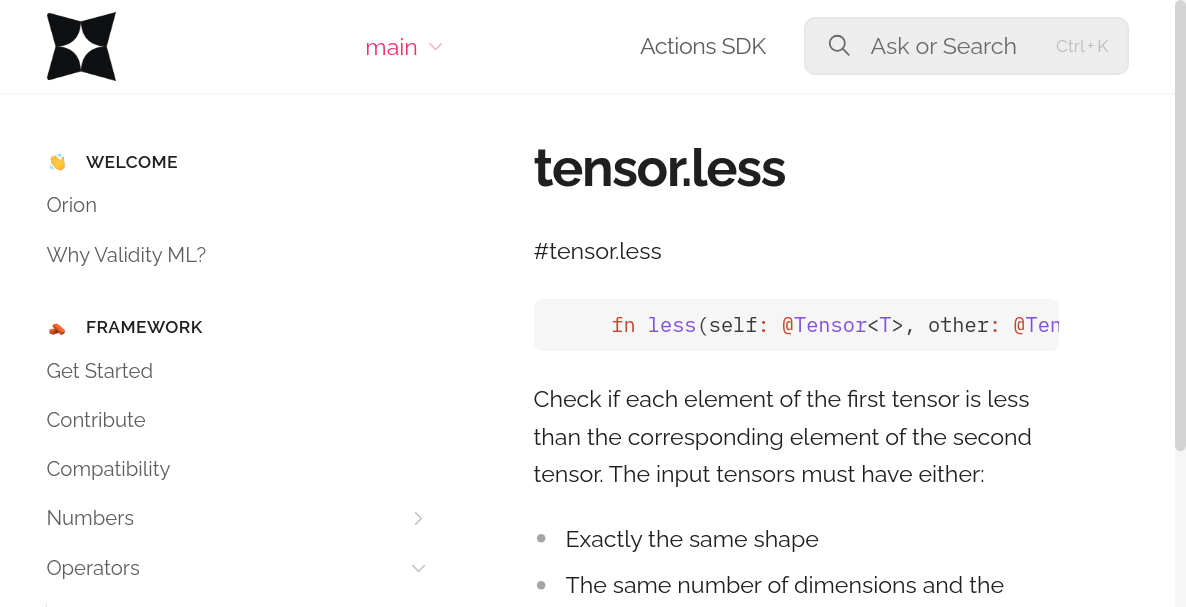 main
Actions SDK
Ask or Search
Ctrl + K
👋 WELCOME
Orion
Why Validity ML?
🧱 FRAMEWORK
Get Started
Contribute
Compatibility
Numbers
Operators
tensor.less
#tensor.less
fn less(self: @Tensor<T>, other: @Ten
Check if each element of the first tensor is less
than the corresponding element of the second
tensor. The input tensors must have either:
Exactly the same shape
The same number of dimensions and the